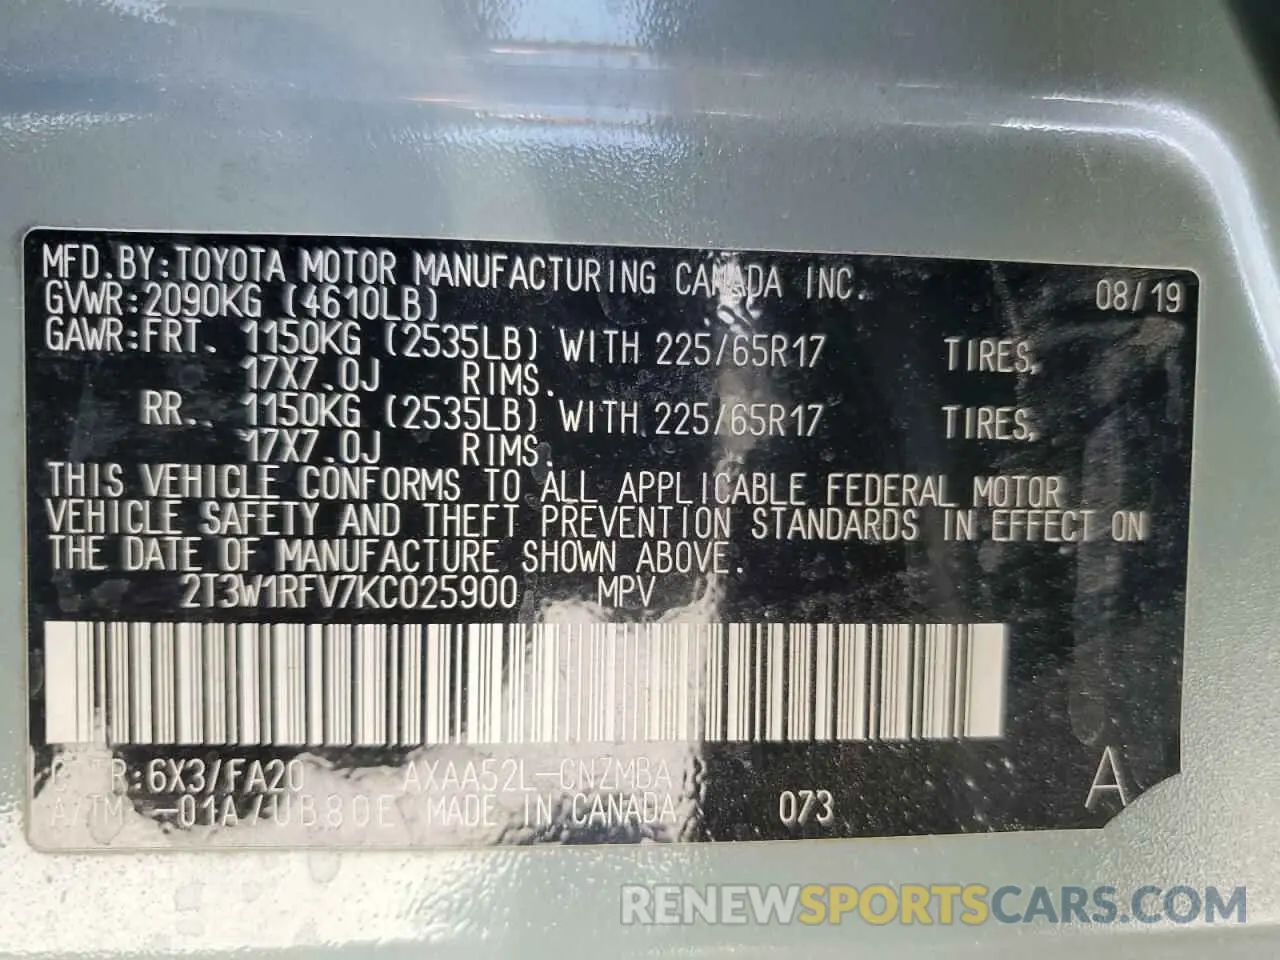 MFD.BY:TOYOTA MOTOR MANUFACTURING CANADA INC. 08/19
GVWR:2090KG (4610LB)
GAWR:FRT. 1150KG (2535LB) WITH 225/65R17 TIRES,
17X7.0J RIMS.
RR. 1150KG (2535LB) WITH 225/65R17 TIRES,
17X7.0J RIMS.
THIS VEHICLE CONFORMS TO ALL APPLICABLE FEDERAL MOTOR
VEHICLE SAFETY AND THEFT PREVENTION STANDARDS IN EFFECT ON
THE DATE OF MANUFACTURE SHOWN ABOVE.
2T3W1RFV7KC025900 MPV
:6X3/FA20 AXAA52L-CNZMBA A
-01A/UB80E MADE IN CANADA 073
RENEWSPORTSCARS.COM